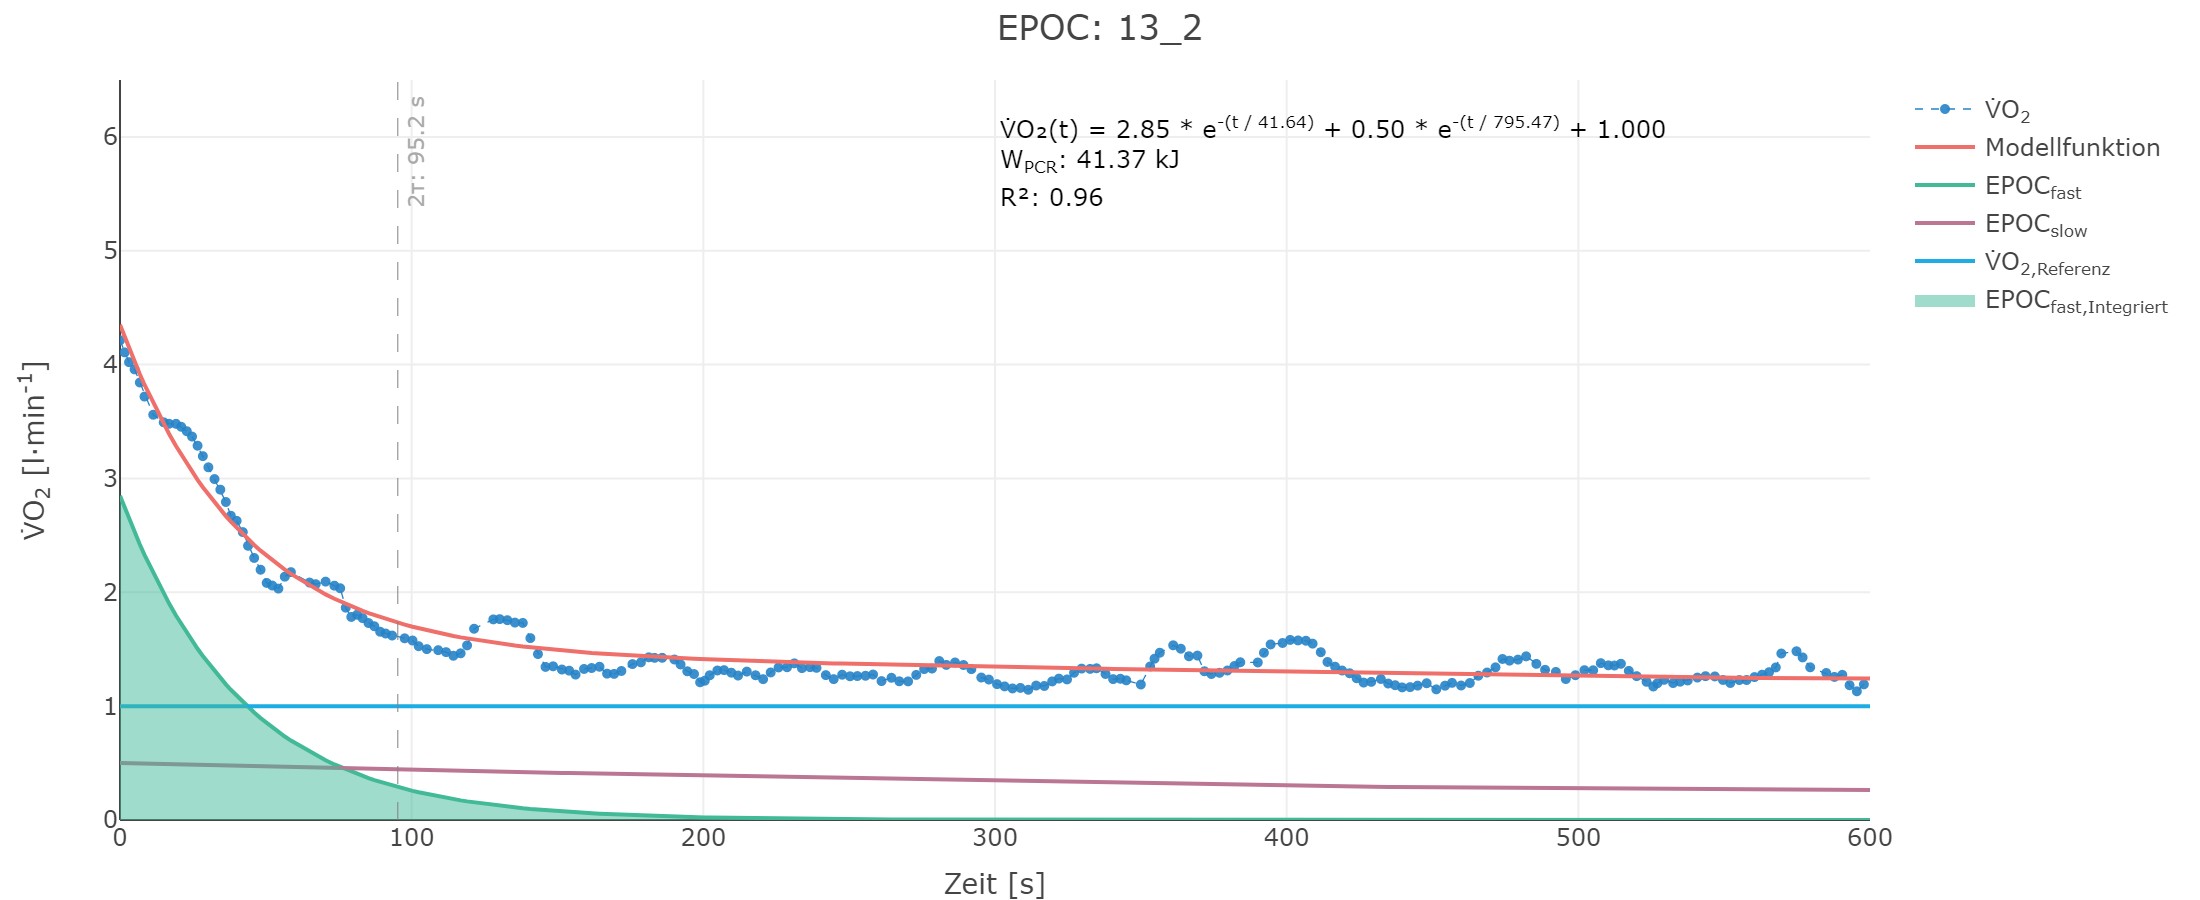 EPOC: 13_2
V̇O₂(t) = 2.85 * e^-(t / 41.64) + 0.50 * e^-(t / 795.47) + 1.000
W_PCR: 41.37 kJ
R²: 0.96
2τ: 95.2 s
V̇O₂
Modellfunktion
EPOC_fast
EPOC_slow
V̇O₂,Referenz
EPOC_fast,Integriert
V̇O₂ [l·min⁻¹]
6
5
4
3
2
1
0
0 100 200 300 400 500 600
Zeit [s]